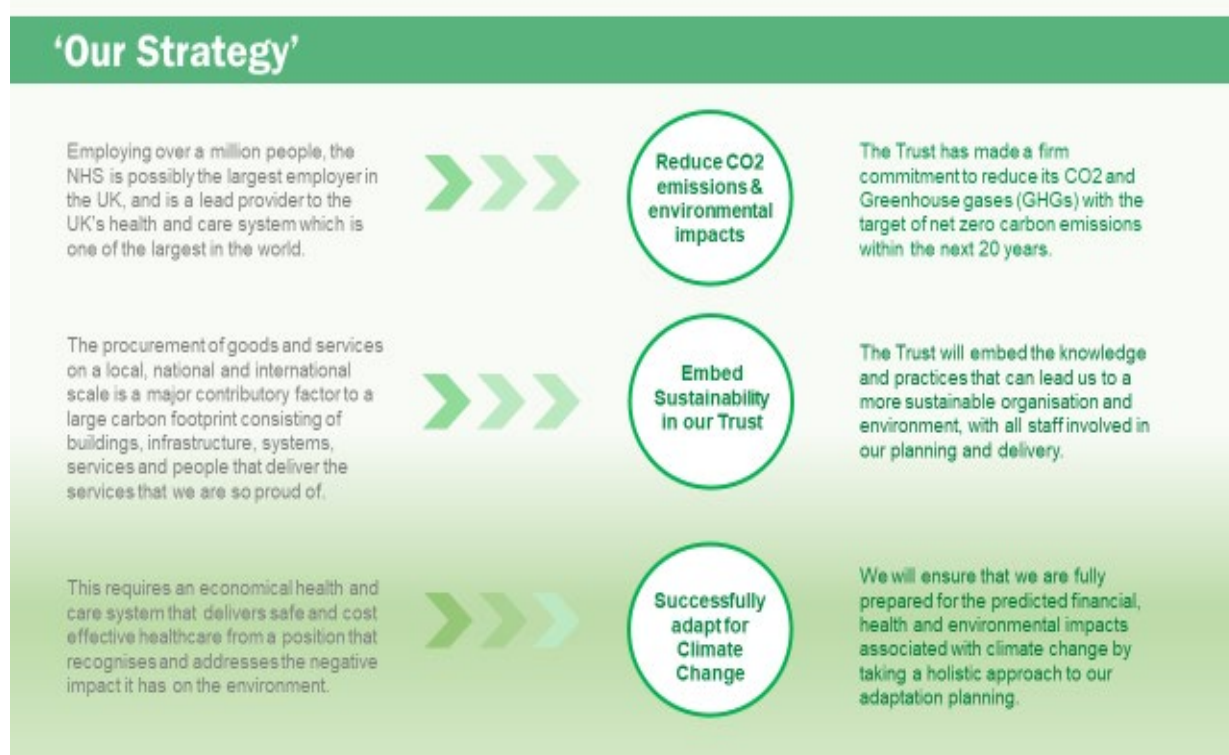 ‘Our Strategy’
Employing over a million people, the
NHS is possibly the largest employer in
the UK, and is a lead provider to the
UK's health and care system which is
one of the largest in the world.
Reduce CO2
emissions &
environmental
impacts
The Trust has made a firm
commitment to reduce its CO2 and
Greenhouse gases (GHGs) with the
target of net zero carbon emissions
within the next 20 years.
The procurement of goods and services
on a local, national and international
scale is a major contributory factor to a
large carbon footprint consisting of
buildings, infrastructure, systems,
services and people that deliver the
services that we are so proud of.
Embed
Sustainability
in our Trust
The Trust will embed the knowledge
and practices that can lead us to a
more sustainable organisation and
environment, with all staff involved in
our planning and delivery.
This requires an economical health and
care system that delivers safe and cost
effective healthcare from a position that
recognises and addresses the negative
impact it has on the environment.
Successfully
adapt for
Climate
Change
We will ensure that we are fully
prepared for the predicted financial,
health and environmental impacts
associated with climate change by
taking a holistic approach to our
adaptation planning.